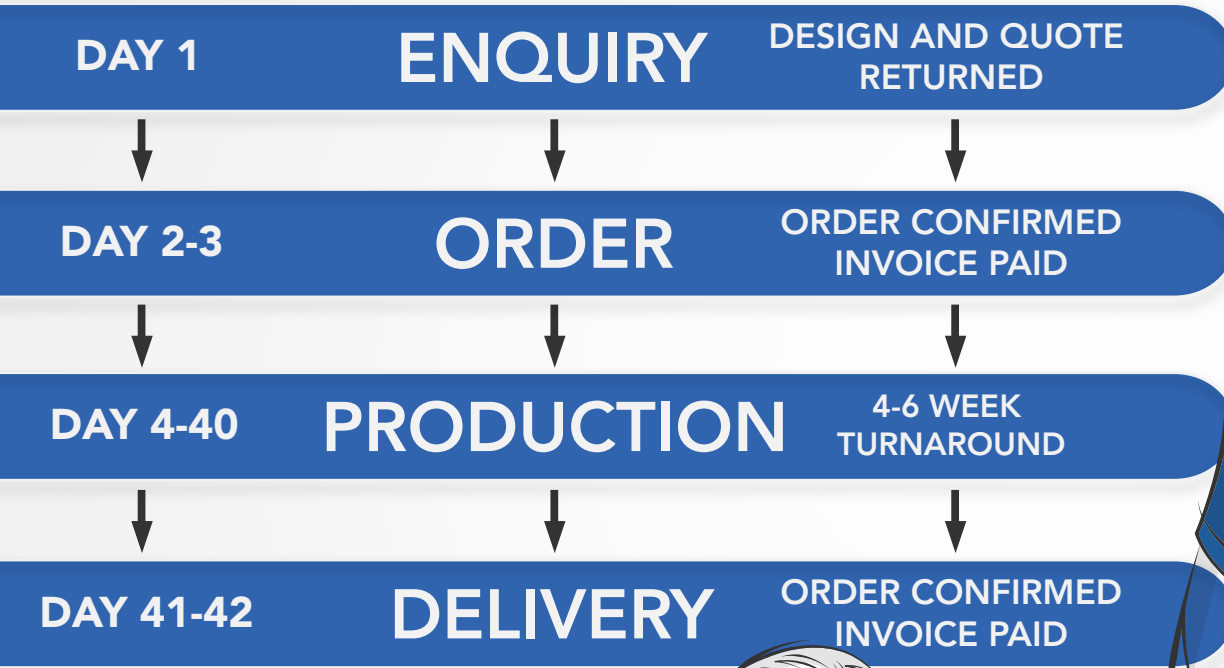 DAY 1 ENQUIRY DESIGN AND QUOTE
RETURNED
DAY 2-3 ORDER ORDER CONFIRMED
INVOICE PAID
DAY 4-40 PRODUCTION 4-6 WEEK
TURNAROUND
DAY 41-42 DELIVERY ORDER CONFIRMED
INVOICE PAID